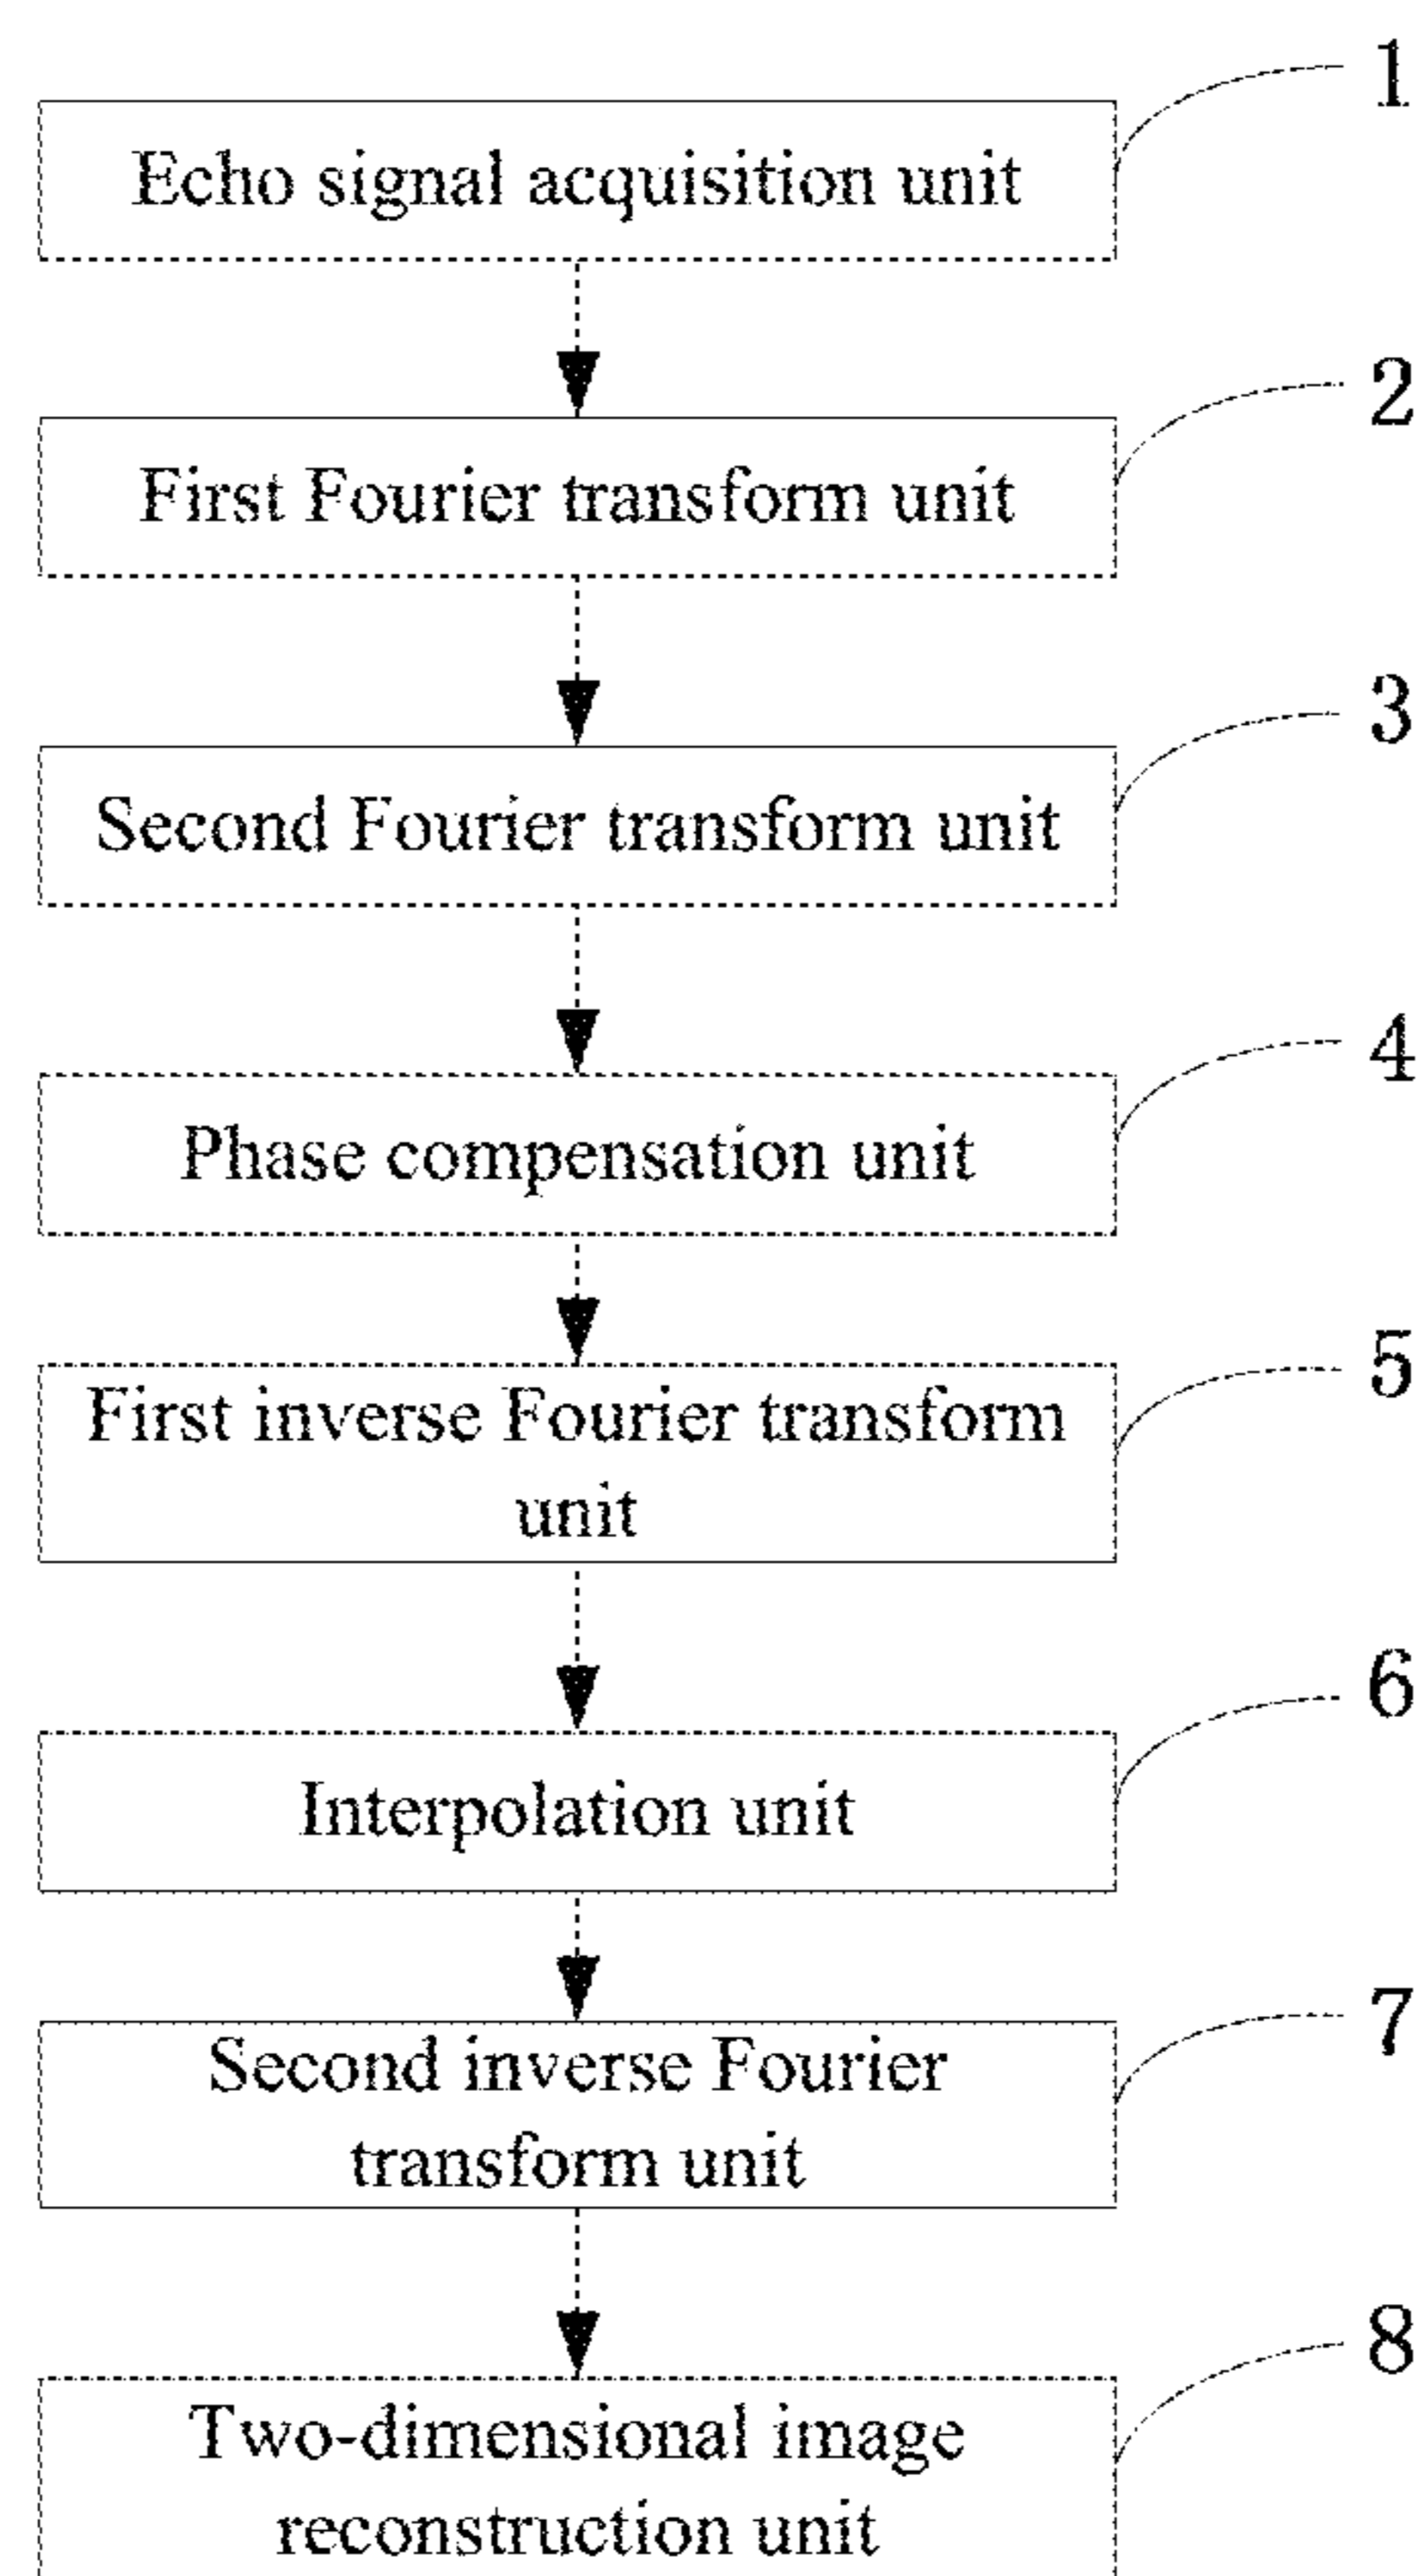 1
Echo signal acquisition unit
2
First Fourier transform unit
3
Second Fourier transform unit
4
Phase compensation unit
5
First inverse Fourier transform
unit
6
Interpolation unit
7
Second inverse Fourier
transform unit
8
Two-dimensional image
reconstruction unit